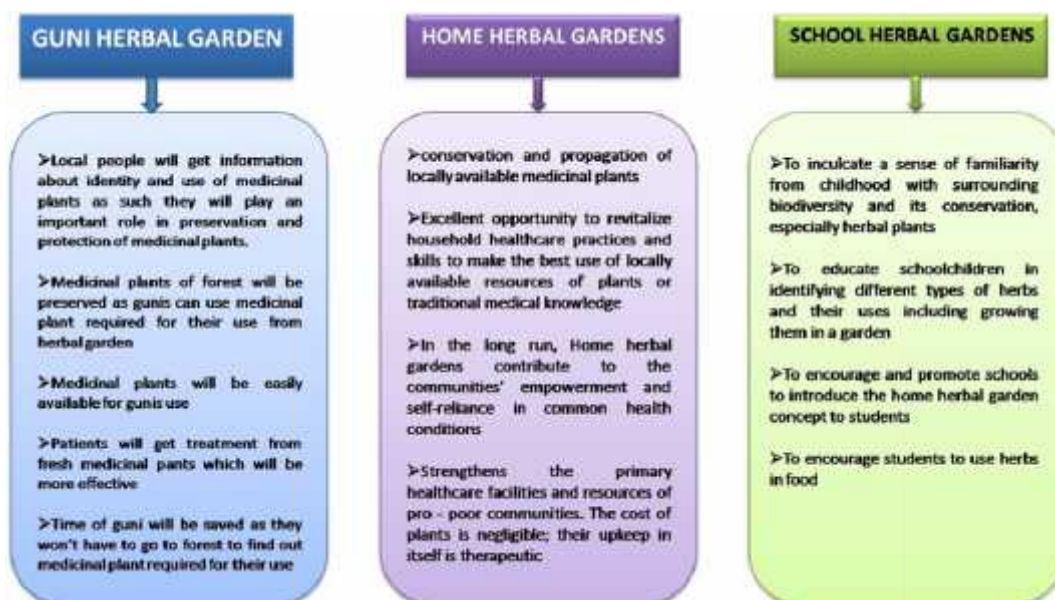 GUNI HERBAL GARDEN
➤Local people will get information
about identity and use of medicinal
plants as such they will play an
important role in preservation and
protection of medicinal plants.
➤Medicinal plants of forest will be
preserved as gunis can use medicinal
plant required for their use from
herbal garden
➤Medicinal plants will be easily
available for gunis use
➤Patients will get treatment from
fresh medicinal pants which will be
more effective
➤Time of guni will be saved as they
won't have to go to forest to find out
medicinal plant required for their use
HOME HERBAL GARDENS
➤conservation and propagation of
locally available medicinal plants
➤Excellent opportunity to revitalize
household healthcare practices and
skills to make the best use of locally
available resources of plants or
traditional medical knowledge
➤In the long run, Home herbal
gardens contribute to the
communities' empowerment and
self-reliance in common health
conditions
➤Strengthens the primary
healthcare facilities and resources of
pro - poor communities. The cost of
plants is negligible; their upkeep in
itself is therapeutic
SCHOOL HERBAL GARDENS
➤To inculcate a sense of familiarity
from childhood with surrounding
biodiversity and its conservation,
especially herbal plants
➤To educate schoolchildren in
identifying different types of herbs
and their uses including growing
them in a garden
➤To encourage and promote schools
to introduce the home herbal garden
concept to students
➤To encourage students to use herbs
in food